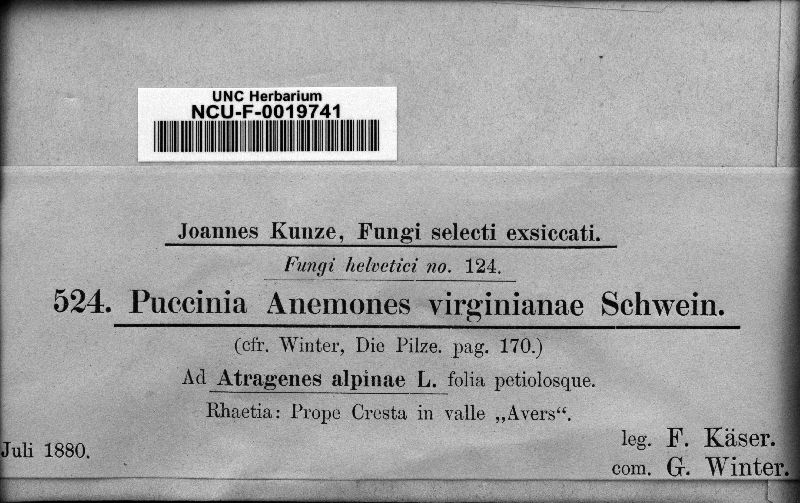 UNC Herbarium
NCU-F-0019741
Joannes Kunze, Fungi selecti exsiccati.
Fungi helvetici no. 124.
524. Puccinia Anemones virginianae Schwein.
(cfr. Winter, Die Pilze. pag. 170.)
Ad Atragenes alpinae L. folia petiolosque.
Rhaetia: Prope Cresta in valle „Avers“.
Juli 1880.
leg. F. Käser.
com. G. Winter.